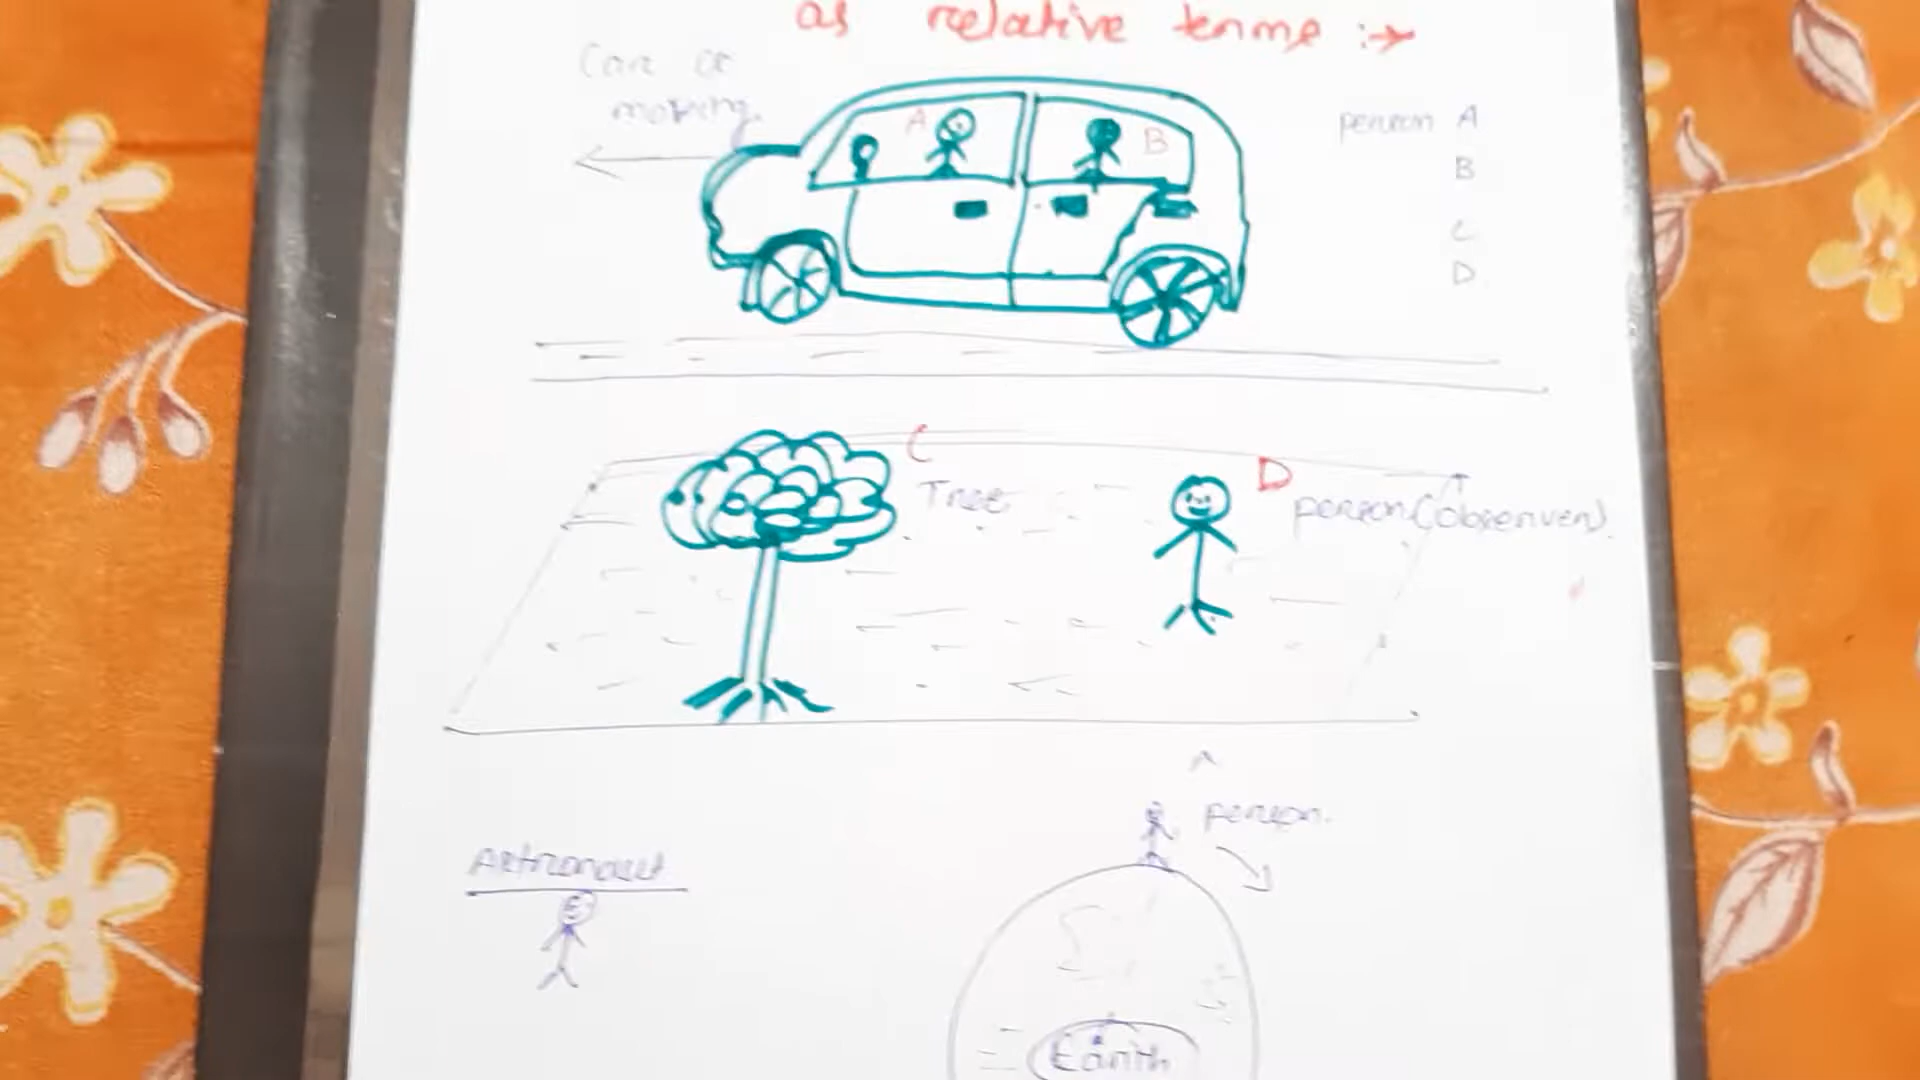 as relative terms :→
Car is
moving.
A
B
person A
B
C
D
C
Tree
D
person (observer).
person.
Astronaut
Earth